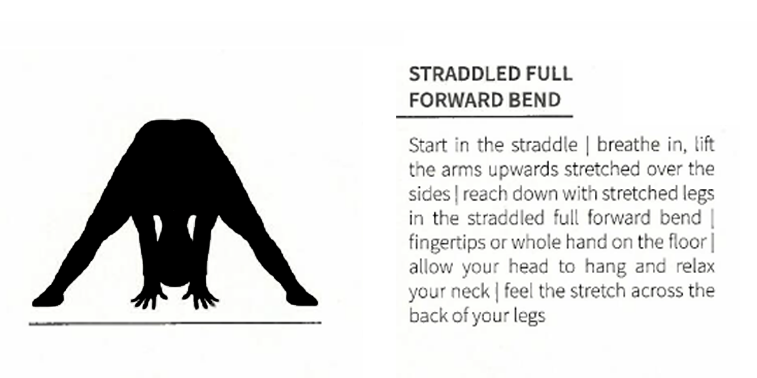 STRADDLED FULL
FORWARD BEND
Start in the straddle | breathe in, lift
the arms upwards stretched over the
sides | reach down with stretched legs
in the straddled full forward bend |
fingertips or whole hand on the floor |
allow your head to hang and relax
your neck | feel the stretch across the
back of your legs